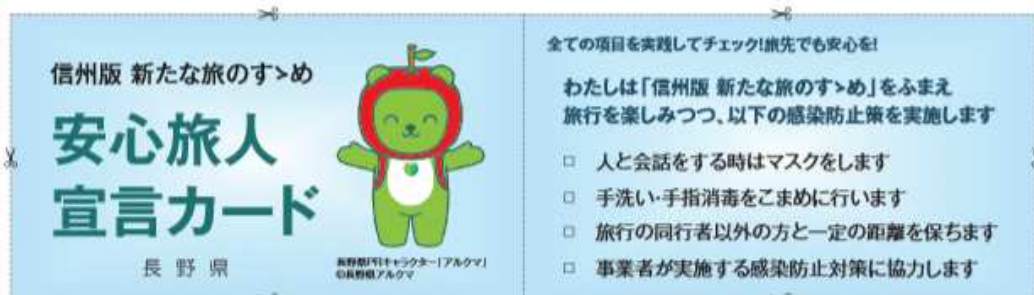 信州版 新たな旅のすゝめ
安心旅人
宣言カード
長野県
長野県PRキャラクター「アルクマ」
©長野県アルクマ
全ての項目を実践してチェック!旅先でも安心を!
わたしは「信州版 新たな旅のすゝめ」をふまえ
旅行を楽しみつつ、以下の感染防止策を実施します
□ 人と会話をする時はマスクをします
□ 手洗い・手指消毒をこまめに行います
□ 旅行の同行者以外の方と一定の距離を保ちます
□ 事業者が実施する感染防止対策に協力します